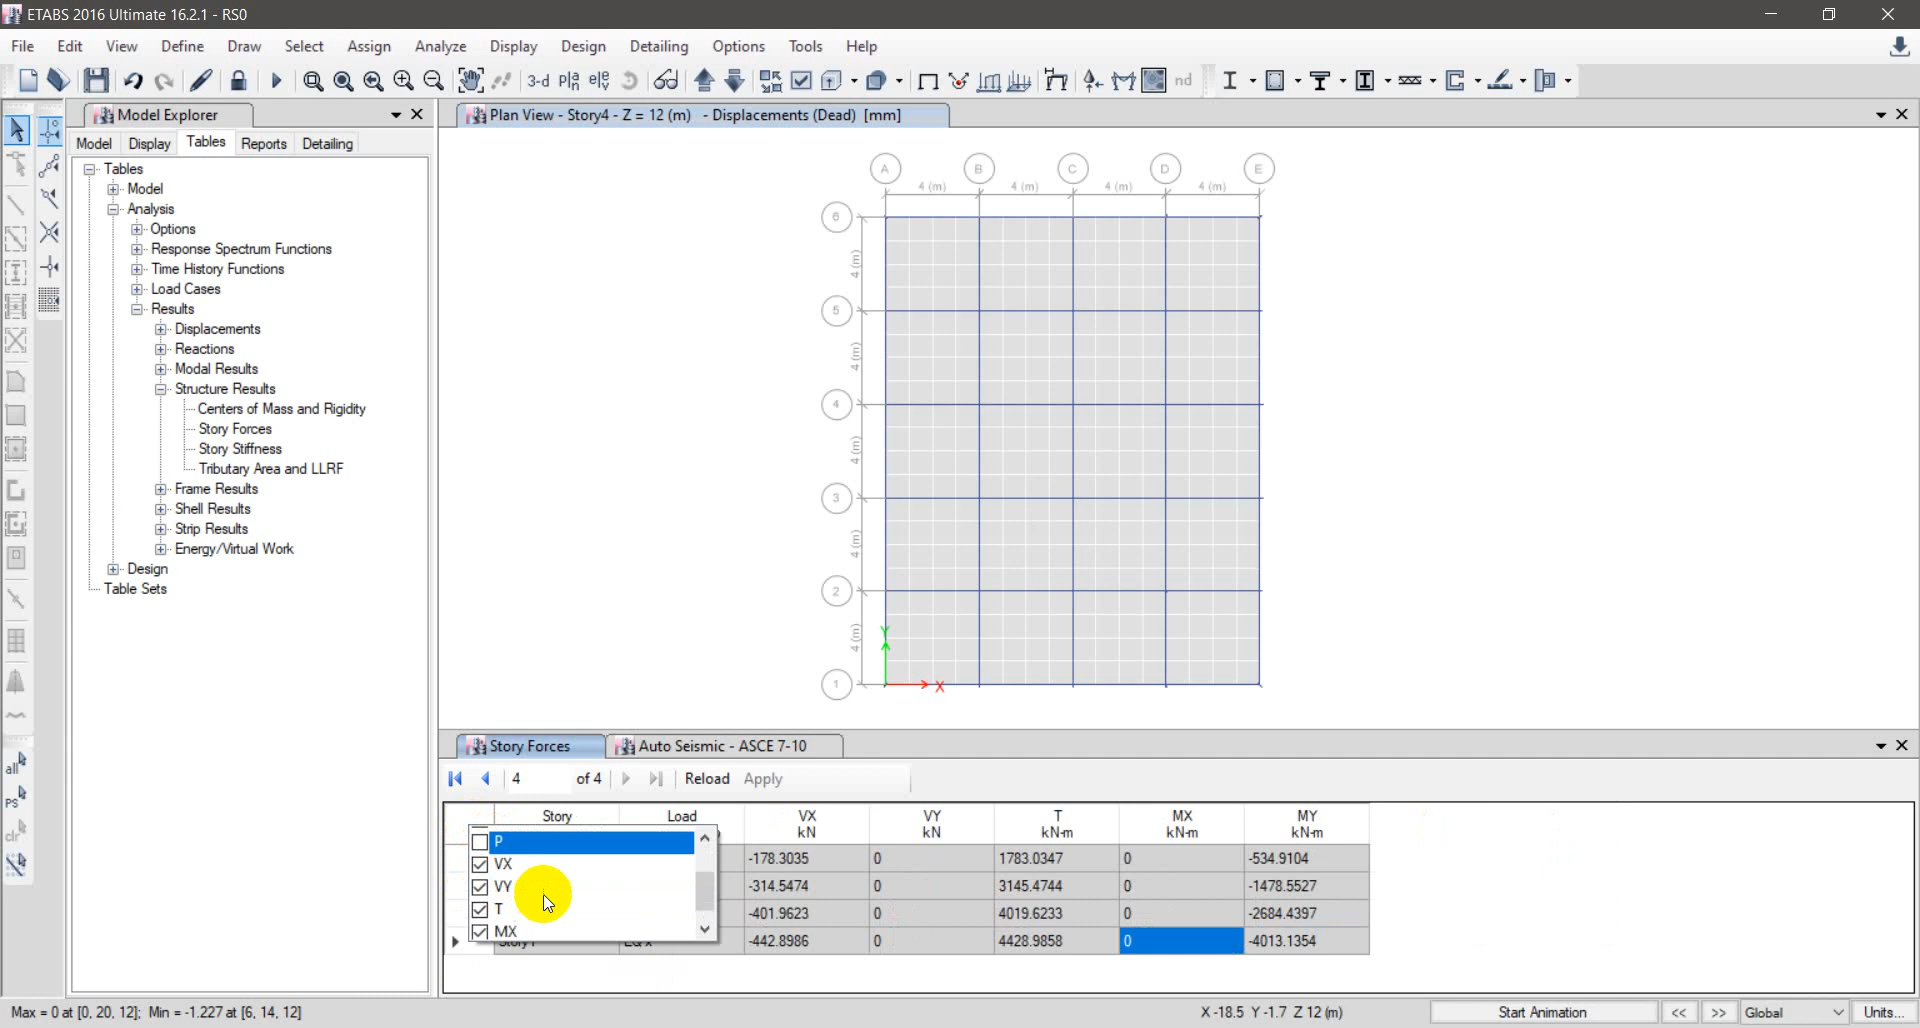 ETABS 2016 Ultimate 16.2.1 - RS0
File Edit View Define Draw Select Assign Analyze Display Design Detailing Options Tools Help
3-d nd
Model Explorer
Model Display Tables Reports Detailing
Tables
Model
Analysis
Options
Response Spectrum Functions
Time History Functions
Load Cases
Results
Displacements
Reactions
Modal Results
Structure Results
Centers of Mass and Rigidity
Story Forces
Story Stiffness
Tributary Area and LLRF
Frame Results
Shell Results
Strip Results
Energy/Virtual Work
Design
Table Sets
all
PS
clr
Plan View - Story4 - Z = 12 (m) - Displacements (Dead) [mm]
A B C D E
4 (m) 4 (m) 4 (m) 4 (m)
6
4 (m)
5
4 (m)
4
4 (m)
3
4 (m)
2
4 (m)
1
Y
X
Story Forces Auto Seismic - ASCE 7-10
4 of 4 Reload Apply
Story Load VX VY T MX MY
kN kN kN-m kN-m kN-m
P
VX
VY
T
MX
-178.3035 0 1783.0347 0 -534.9104
-314.5474 0 3145.4744 0 -1478.5527
-401.9623 0 4019.6233 0 -2684.4397
-442.8986 0 4428.9858 0 -4013.1354
Max = 0 at [0, 20, 12]; Min = -1.227 at [6, 14, 12]
X -18.5 Y -1.7 Z 12 (m)
Start Animation << >> Global Units...